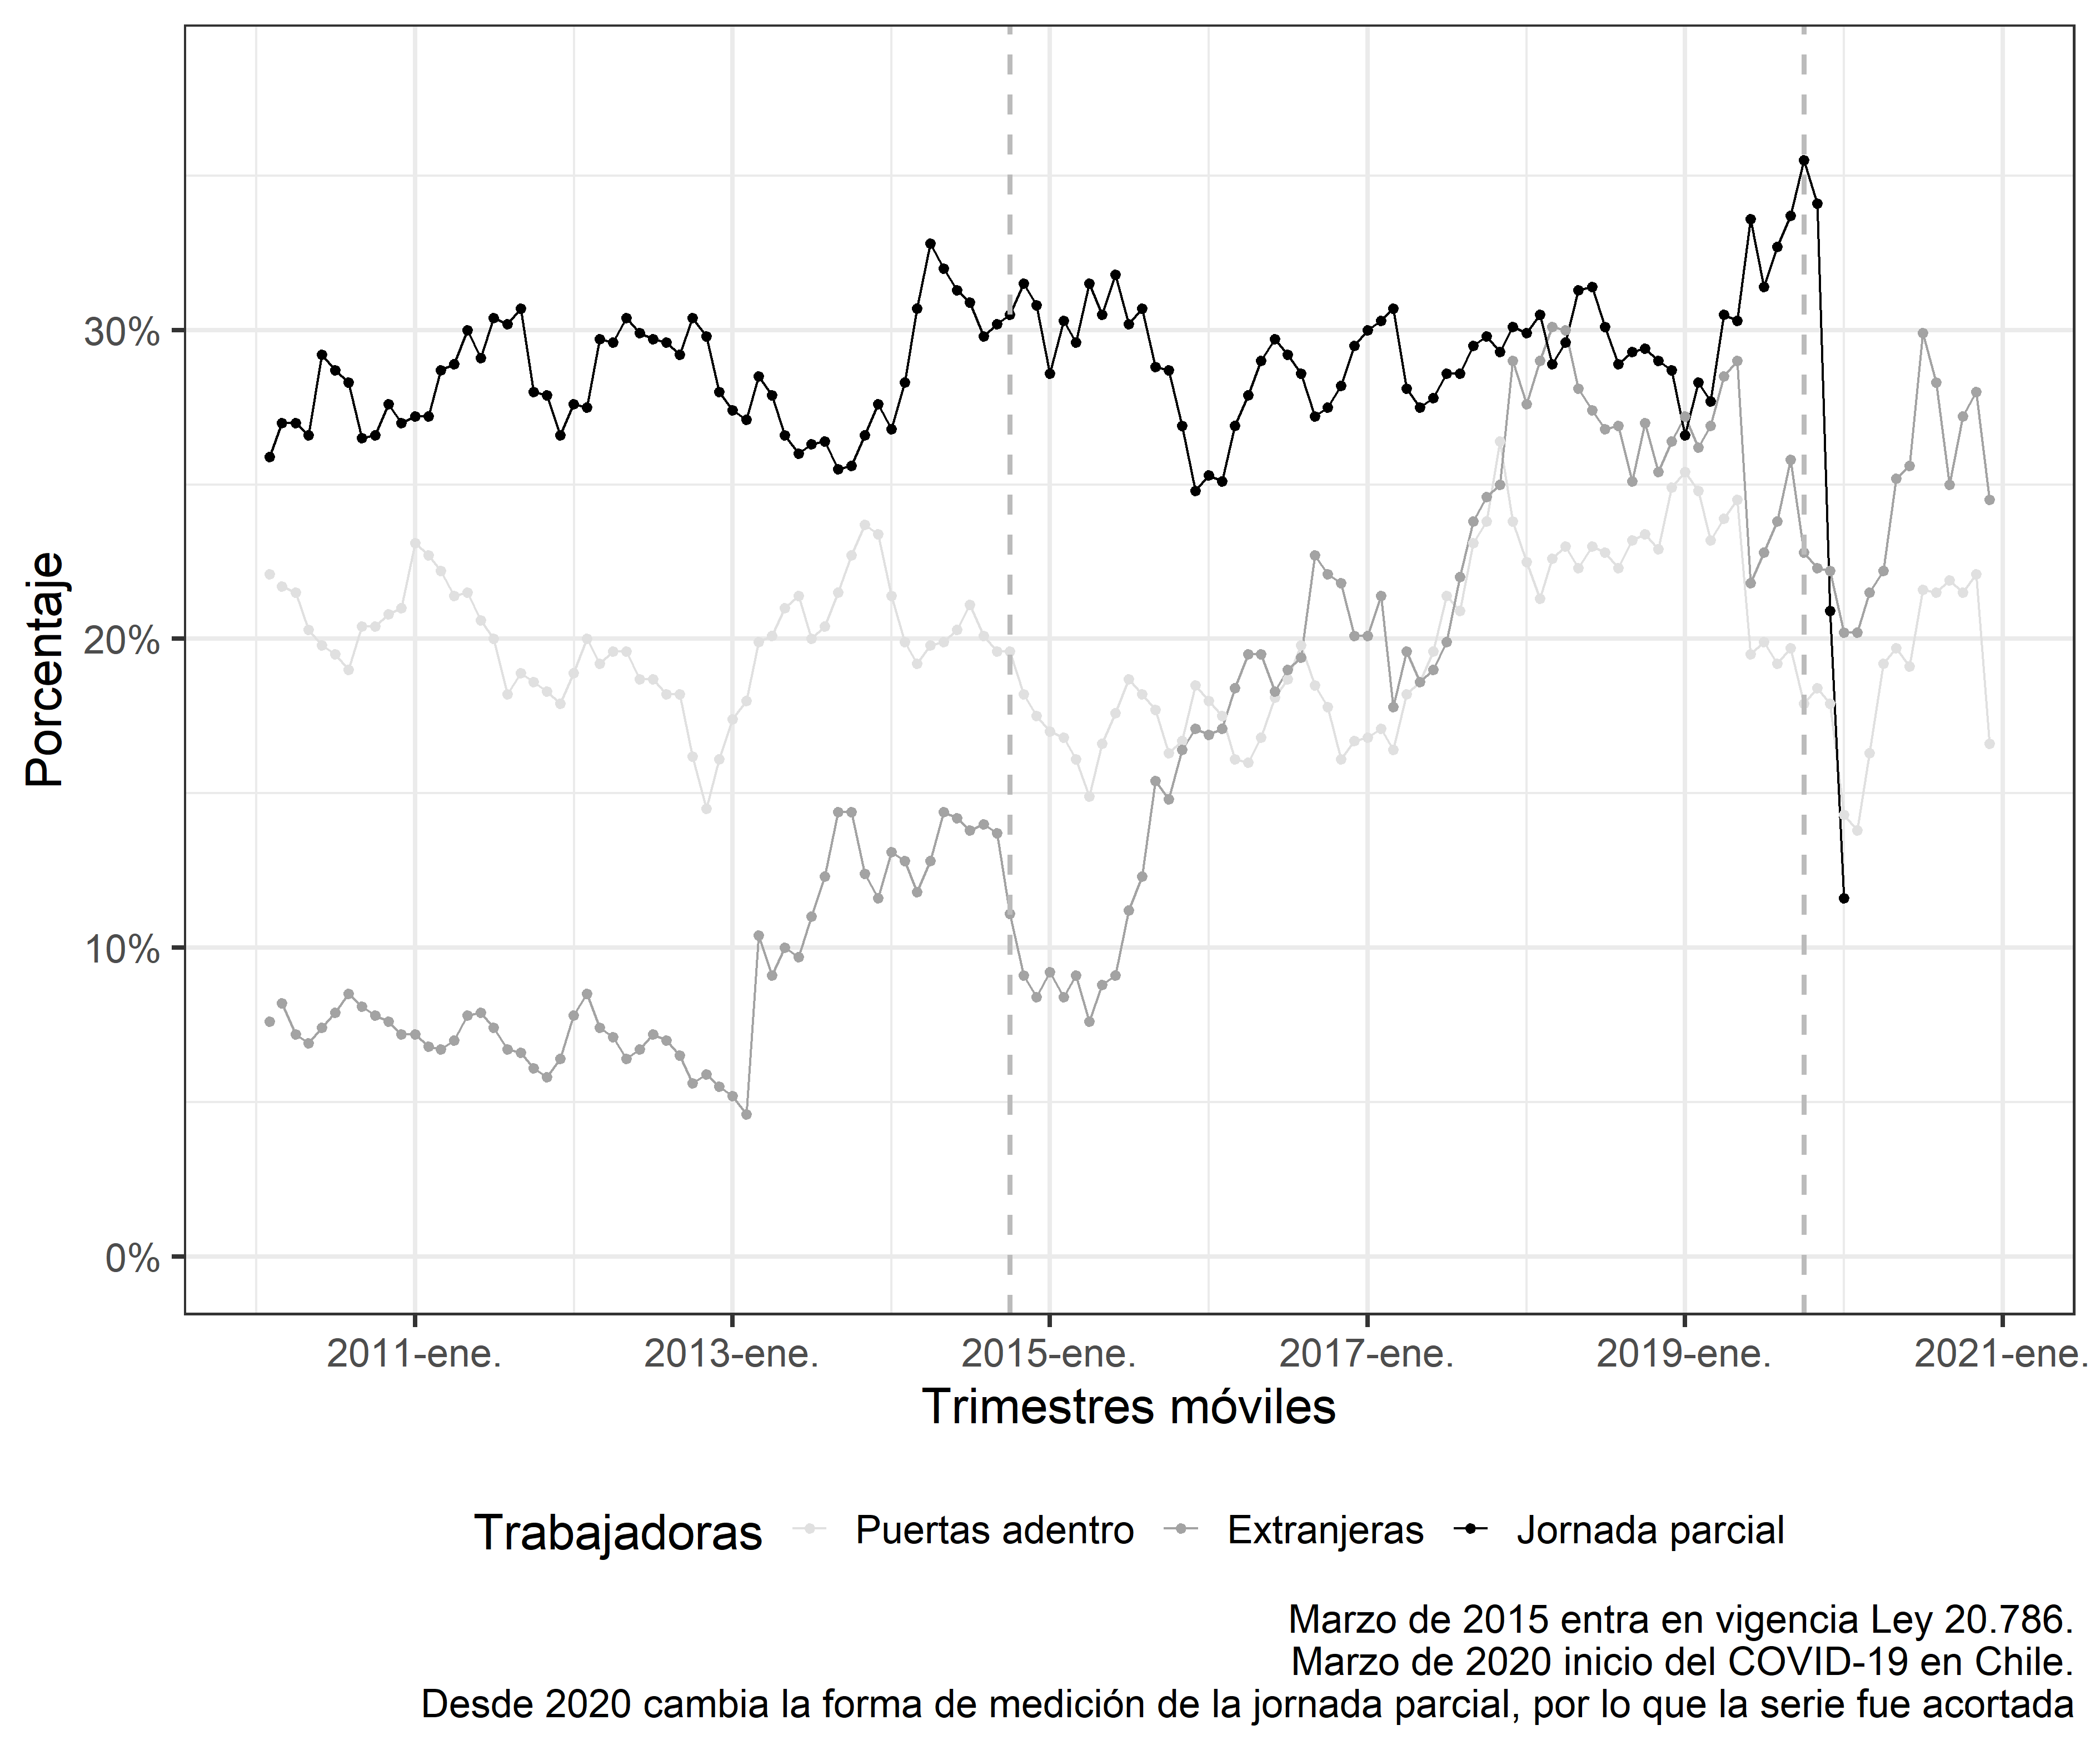 Porcentaje
30%
20%
10%
0%
2011-ene.
2013-ene.
2015-ene.
2017-ene.
2019-ene.
2021-ene.
Trimestres móviles
Trabajadoras
Puertas adentro
Extranjeras
Jornada parcial
Marzo de 2015 entra en vigencia Ley 20.786.
Marzo de 2020 inicio del COVID-19 en Chile.
Desde 2020 cambia la forma de medición de la jornada parcial, por lo que la serie fue acortada